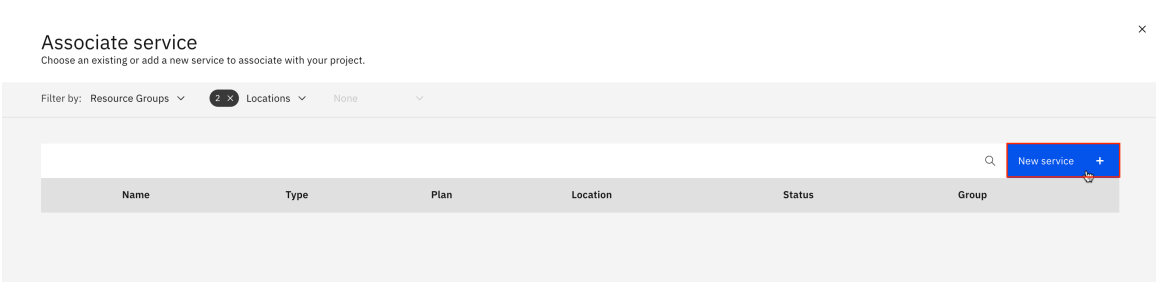 Associate service
Choose an existing or add a new service to associate with your project.
Filter by: Resource Groups 2 × Locations None
New service +
Name Type Plan Location Status Group